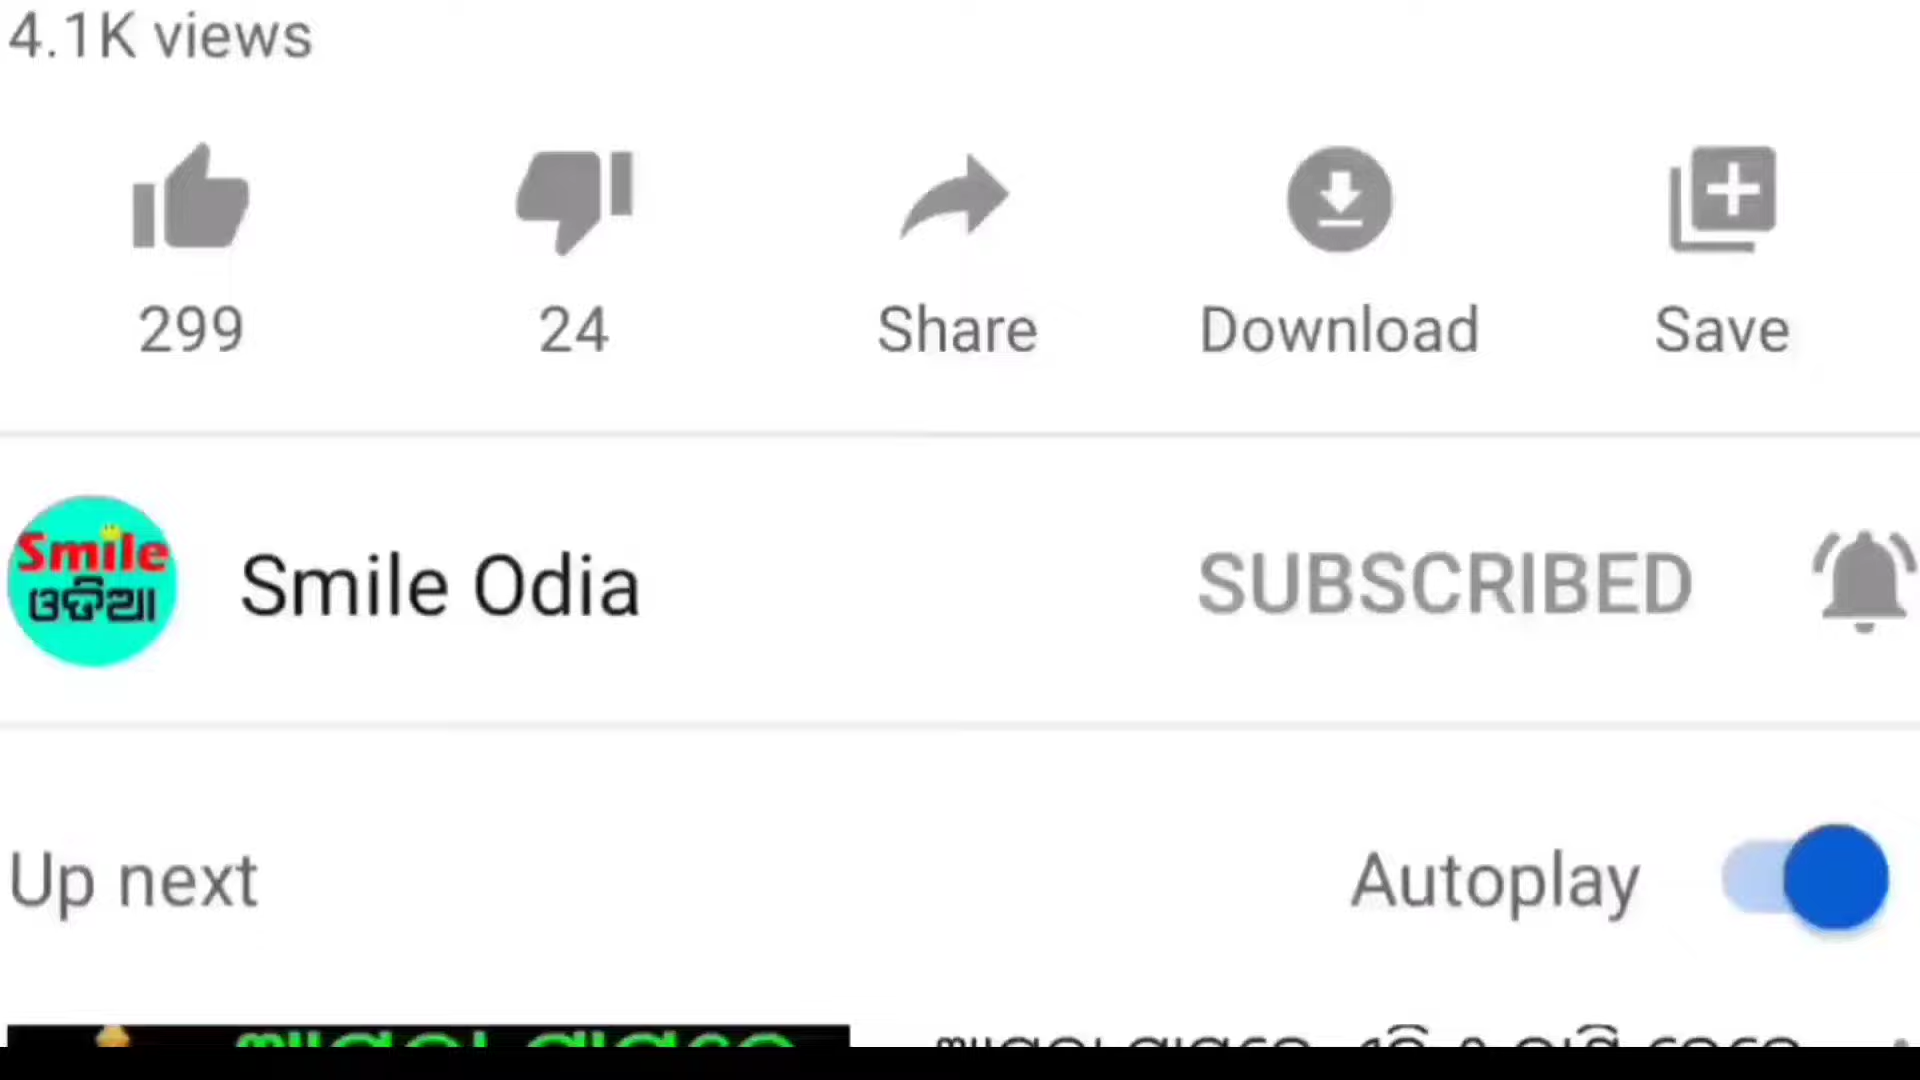 4.1K views
299 24 Share Download Save
Smile
ଓଡିଆ
Smile Odia SUBSCRIBED
Up next Autoplay